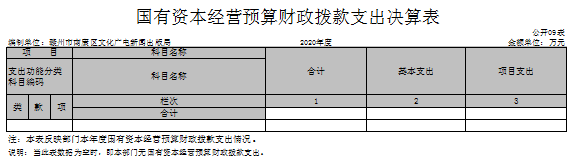 国有资本经营预算财政拨款支出决算表
公开09表
编制单位：赣州市南康区文化广电新闻出版局 2020年度 金额单位：万元
项 目 科目名称 合计 基本支出 项目支出
支出功能分类科目编码 科目名称
类 款 项 栏次 1 2 3
合计
注：本表反映部门本年度国有资本经营预算财政拨款支出情况。
说明：当此表数据为空时，即本部门无国有资本经营预算财政拨款支出。